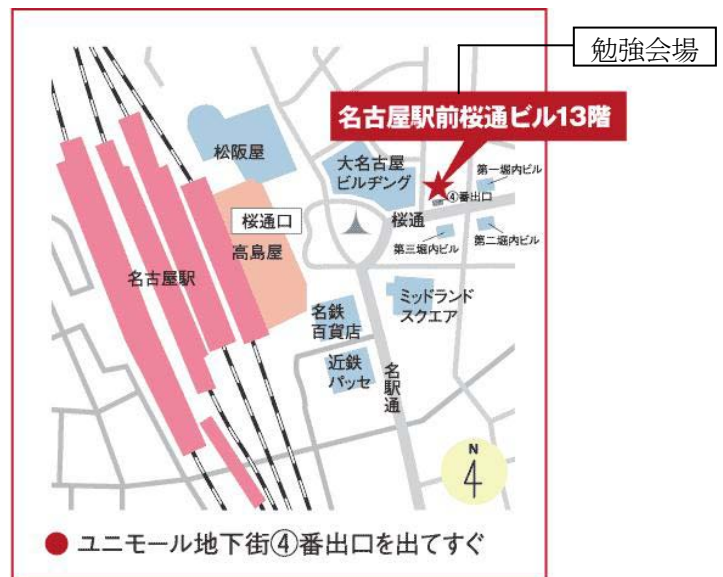 勉強会場
名古屋駅前桜通ビル13階
松阪屋
大名古屋
ビルヂング
第一堀内ビル
④番出口
桜通口
桜通
高島屋
第三堀内ビル
第二堀内ビル
名古屋駅
ミッドランド
スクエア
名鉄
百貨店
近鉄
パッセ
名駅通
N
● ユニモール地下街④番出口を出てすぐ